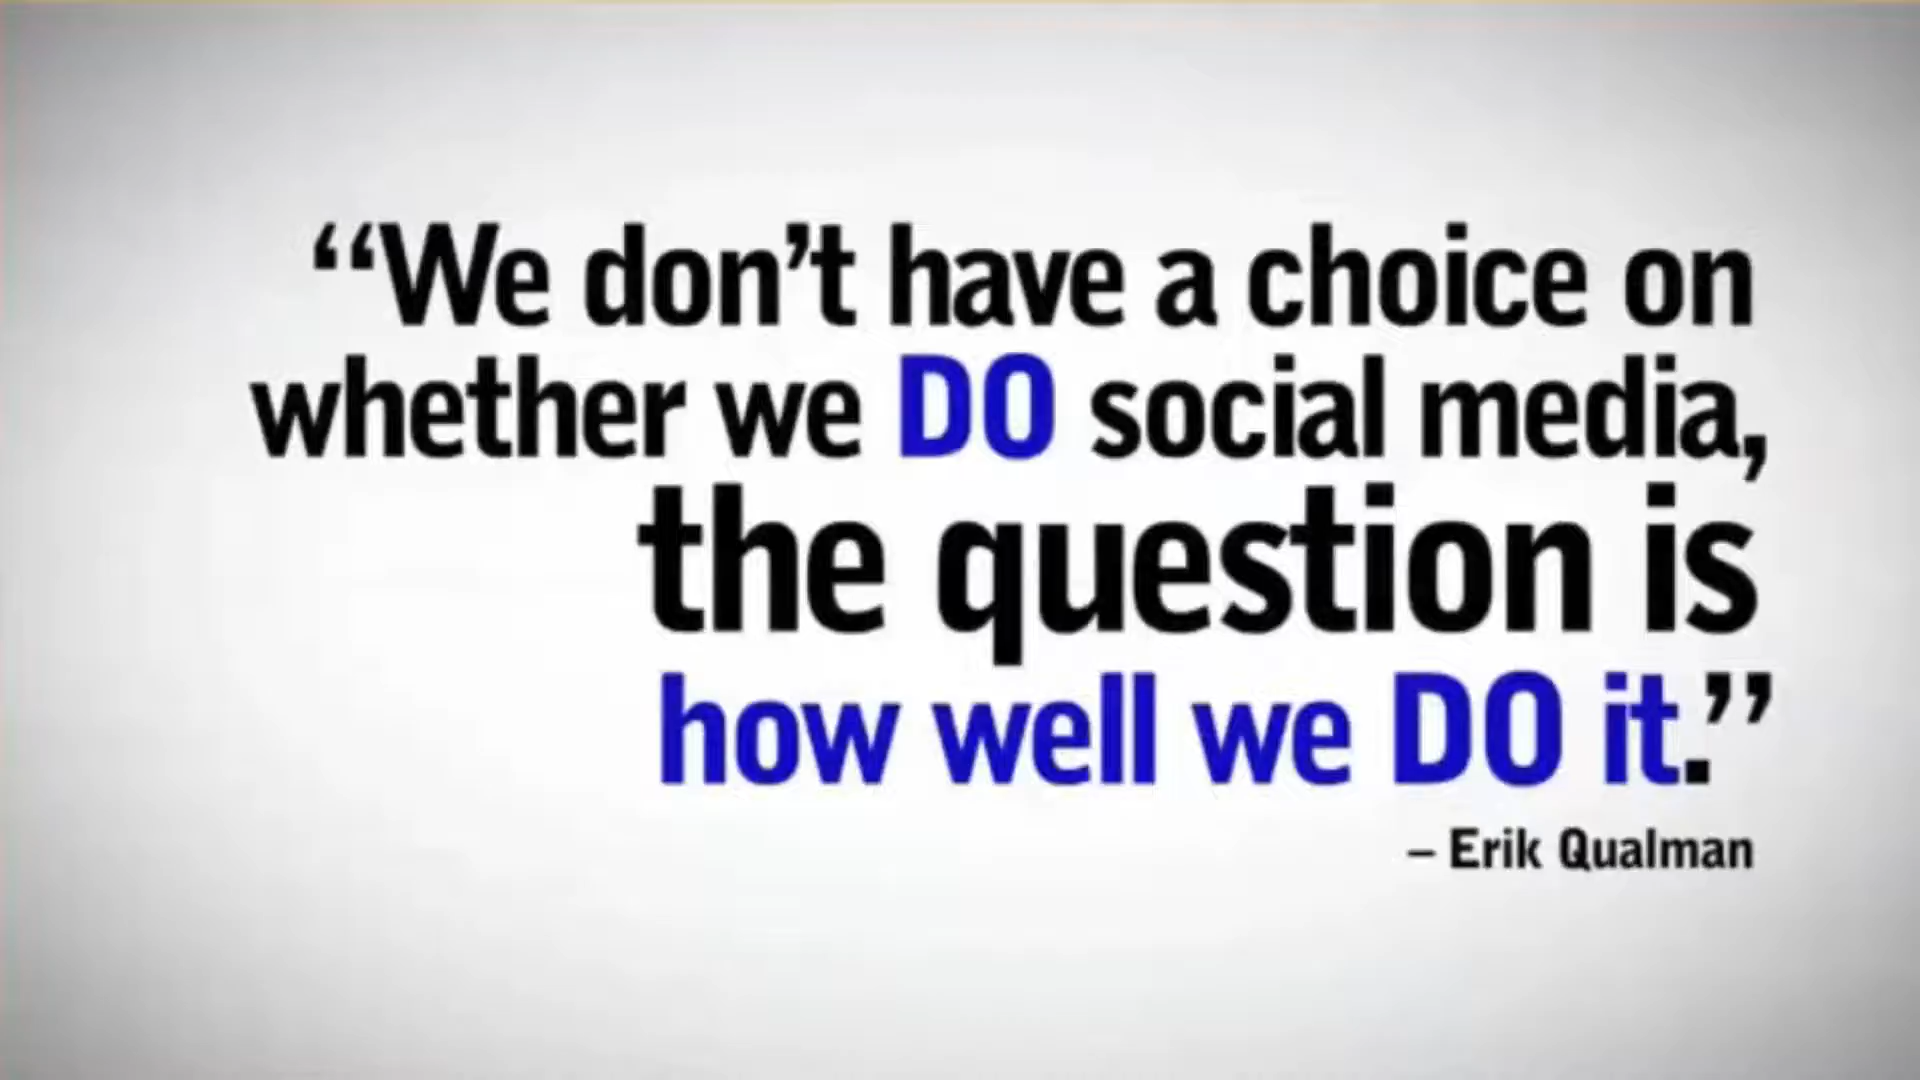 “We don’t have a choice on
whether we DO social media,
the question is
how well we DO it.”
– Erik Qualman